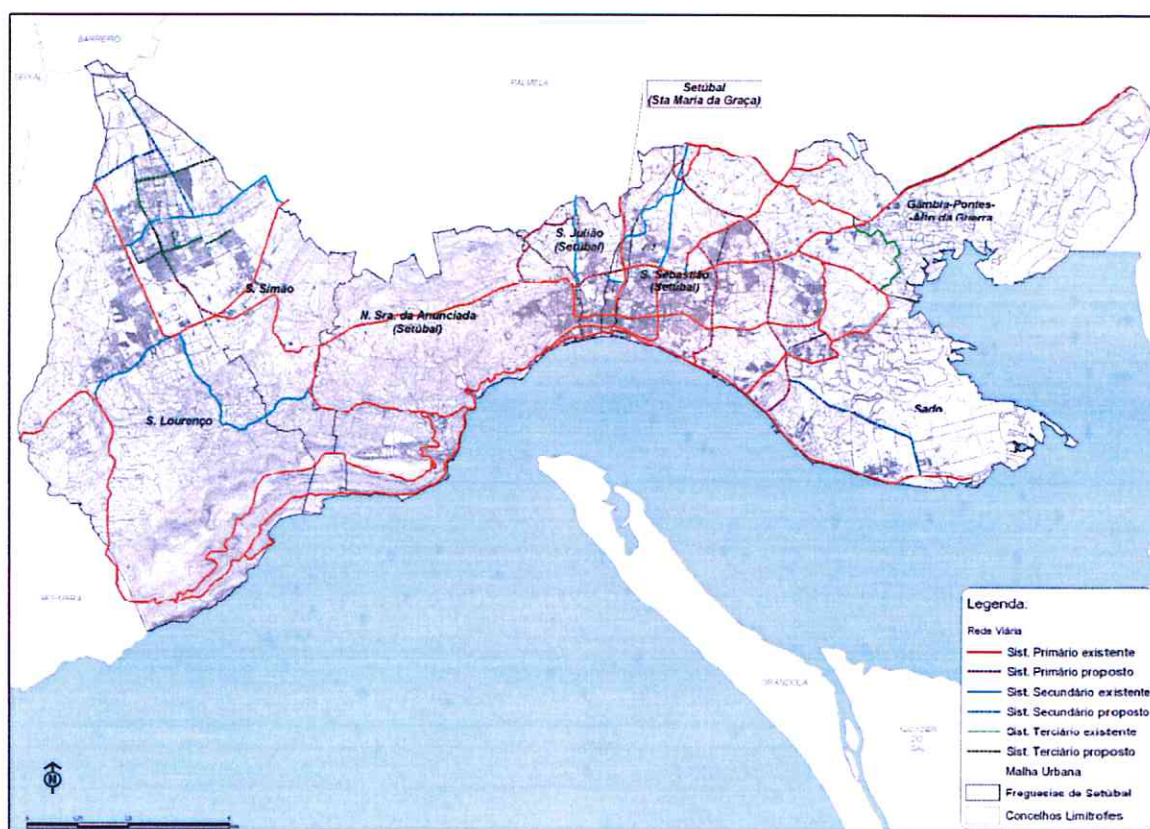 BARREIRO
PALMELA
Setúbal
(Sta Maria da Graça)
Gâmbia-Pontes-
-Alto da Guerra
S. Julião
(Setúbal)
S. Sebastião
(Setúbal)
S. Simão
N. Sra. da Anunciada
(Setúbal)
S. Lourenço
Sado
GRÂNDOLA
Legenda:
Rede Viária
Sist. Primário existente
Sist. Primário proposto
Sist. Secundário existente
Sist. Secundário proposto
Sist. Terciário existente
Sist. Terciário proposto
Malha Urbana
Freguesias de Setúbal
Concelhos Limitrofes
N